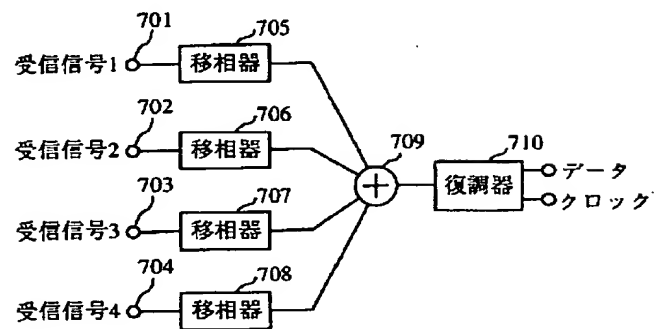 701
705
受信信号1
移相器
702
706
受信信号2
移相器
709
710
復調器
データ
クロック
703
707
受信信号3
移相器
704
708
受信信号4
移相器